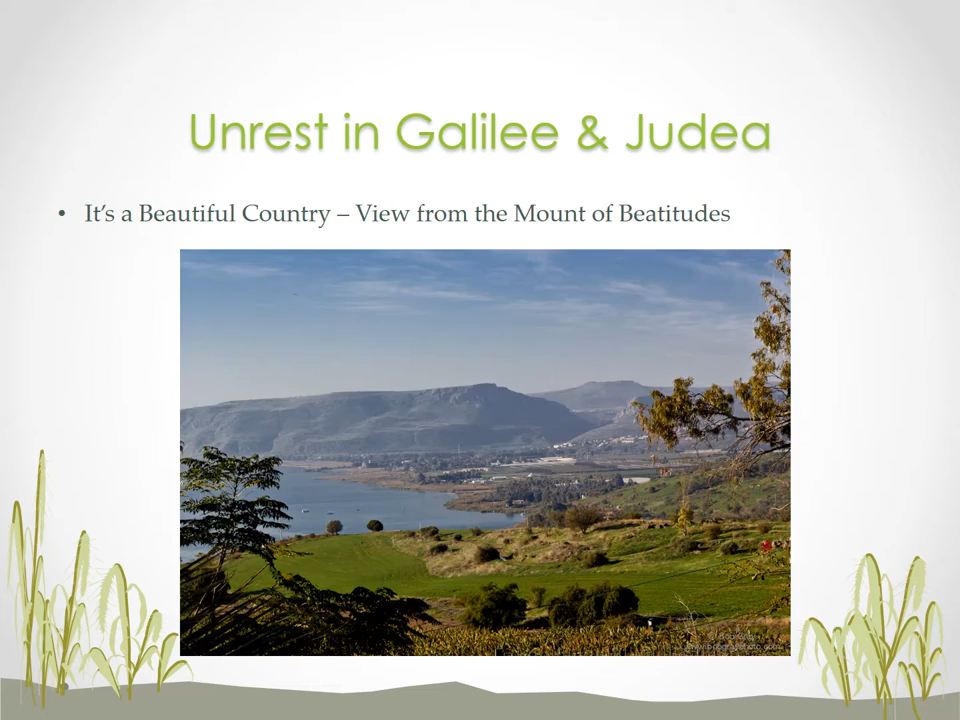 Unrest in Galilee & Judea
• It’s a Beautiful Country – View from the Mount of Beatitudes